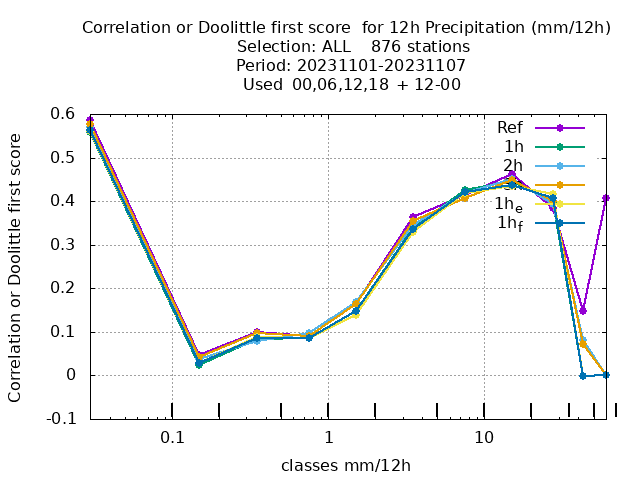 Correlation or Doolittle first score  for 12h Precipitation (mm/12h)
Selection: ALL    876 stations
Period: 20231101-20231107
Used  00,06,12,18  + 12-00
Correlation or Doolittle first score
0.6
0.5
0.4
0.3
0.2
0.1
0
-0.1
0.1
1
10
classes mm/12h
Ref
1h
2h
1he
1hf